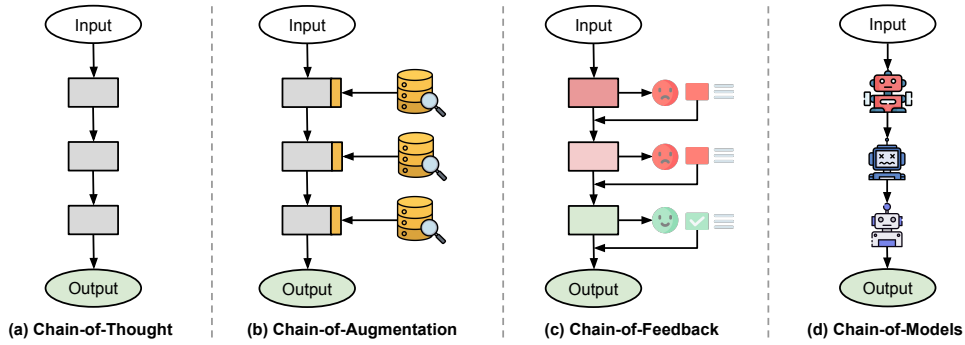 Input
Input
Input
Input
Output
Output
Output
Output
(a) Chain-of-Thought
(b) Chain-of-Augmentation
(c) Chain-of-Feedback
(d) Chain-of-Models